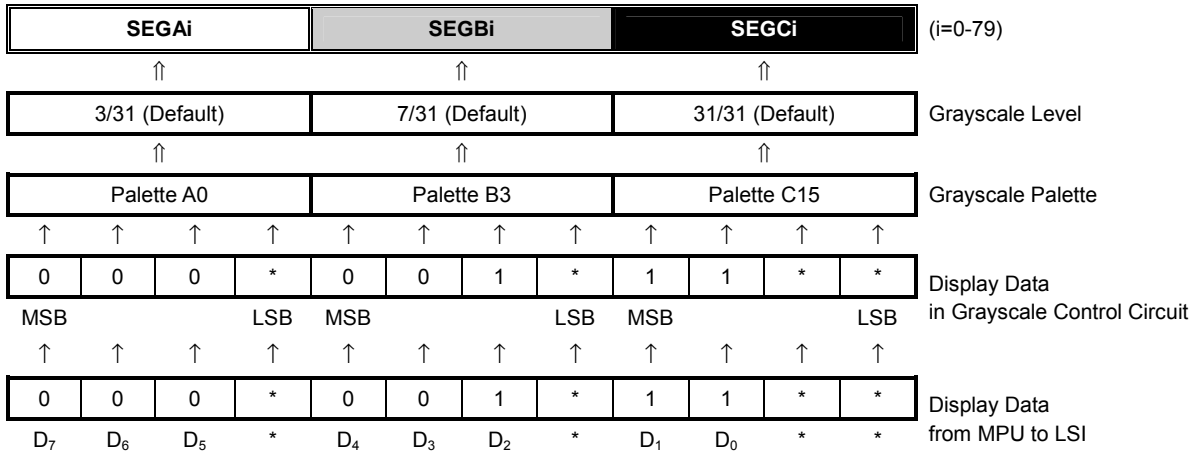 SEGAi SEGBi SEGCi (i=0-79)
⇑ ⇑ ⇑
3/31 (Default) 7/31 (Default) 31/31 (Default) Grayscale Level
⇑ ⇑ ⇑
Palette A0 Palette B3 Palette C15 Grayscale Palette
↑ ↑ ↑ ↑ ↑ ↑ ↑ ↑ ↑ ↑ ↑ ↑
0 0 0 * 0 0 1 * 1 1 * * Display Data
in Grayscale Control Circuit
MSB LSB MSB LSB MSB LSB
↑ ↑ ↑ ↑ ↑ ↑ ↑ ↑ ↑ ↑ ↑ ↑
0 0 0 * 0 0 1 * 1 1 * * Display Data
from MPU to LSI
D₇ D₆ D₅ * D₄ D₃ D₂ * D₁ D₀ * *